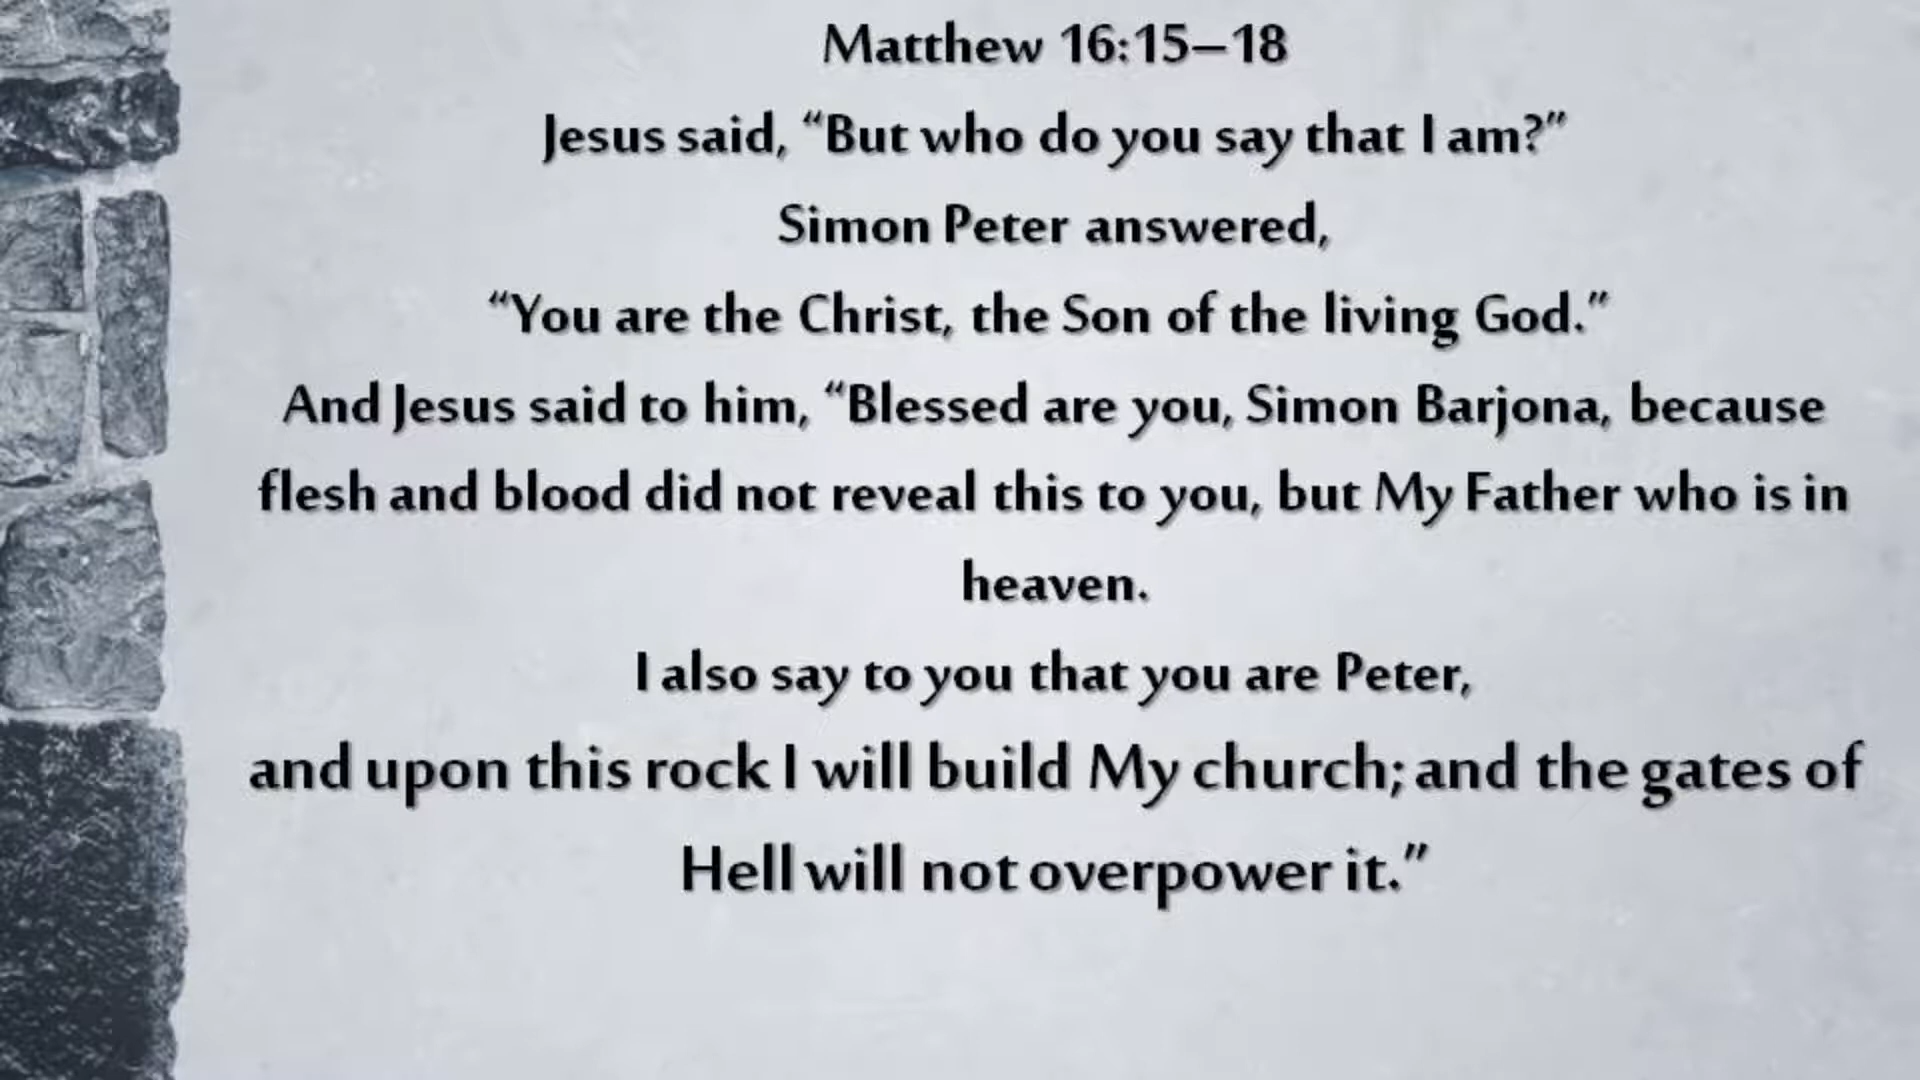 Matthew 16:15–18
Jesus said, “But who do you say that I am?”
Simon Peter answered,
“You are the Christ, the Son of the living God.”
And Jesus said to him, “Blessed are you, Simon Barjona, because
flesh and blood did not reveal this to you, but My Father who is in
heaven.
I also say to you that you are Peter,
and upon this rock I will build My church; and the gates of
Hell will not overpower it.”